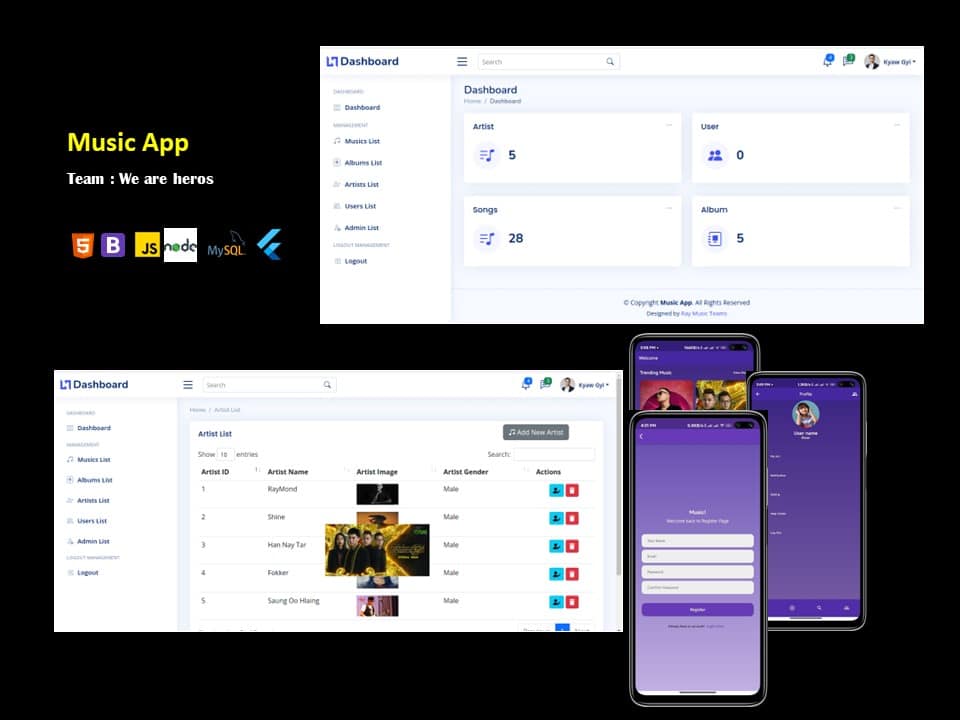 Music App
Team : We are heros
5
B
JS
node
MySQL
Dashboard
Search
Kyaw Gyi
DASHBOARD
Dashboard
MANAGEMENT
Musics List
Albums List
Artists List
Users List
Admin List
LOGOUT MANAGEMENT
Logout
Dashboard
Home / Dashboard
Artist
5
User
0
Songs
28
Album
5
© Copyright Music App. All Rights Reserved
Designed by Ray Music Teams
Dashboard
Search
Kyaw Gyi
DASHBOARD
Dashboard
MANAGEMENT
Musics List
Albums List
Artists List
Users List
Admin List
LOGOUT MANAGEMENT
Logout
Home / Artist List
Artist List
Add New Artist
Show 10 entries
Search:
Artist ID Artist Name Artist Image Artist Gender Actions
1 RayMond Male
2 Shine Male
3 Han Nay Tar Male
4 Fokker Male
5 Saung Oo Hlaing Male
Welcome
Trending Music
Profile
User name
Music!
Welcome back to Register Page
Your Name
Email
Password
Confirm Password
Register